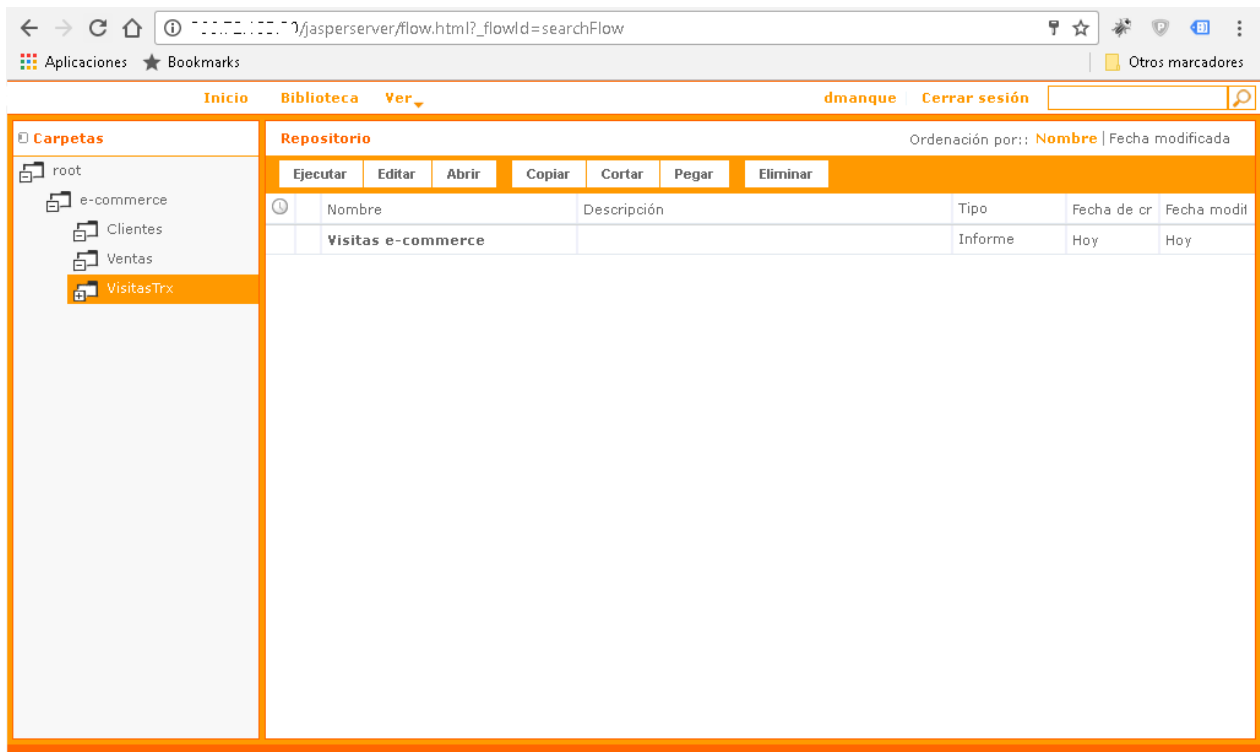 /jasperserver/flow.html?_flowId=searchFlow
Aplicaciones Bookmarks Otros marcadores
Inicio Biblioteca Ver dmanque Cerrar sesión
Carpetas
root
e-commerce
Clientes
Ventas
VisitasTrx
Repositorio Ordenación por:: Nombre | Fecha modificada
Ejecutar Editar Abrir Copiar Cortar Pegar Eliminar
Nombre Descripción Tipo Fecha de cr Fecha modif
Visitas e-commerce Informe Hoy Hoy